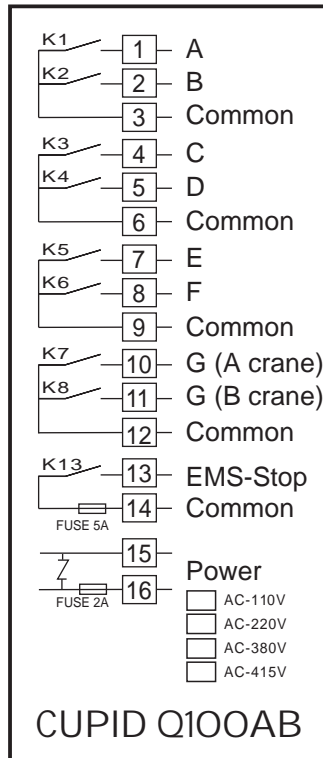 K1 1 A
K2 2 B
3 Common
K3 4 C
K4 5 D
6 Common
K5 7 E
K6 8 F
9 Common
K7 10 G (A crane)
K8 11 G (B crane)
12 Common
K13 13 EMS-Stop
14 Common
FUSE 5A
15
Power
16
FUSE 2A
AC-110V
AC-220V
AC-380V
AC-415V
CUPID Q100AB